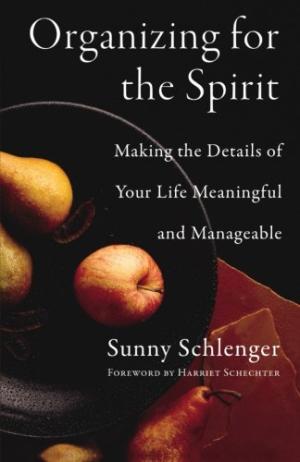 Organizing for
the Spirit
Making the Details of
Your Life Meaningful
and Manageable
Sunny Schlenger
Foreword by Harriet Schechter